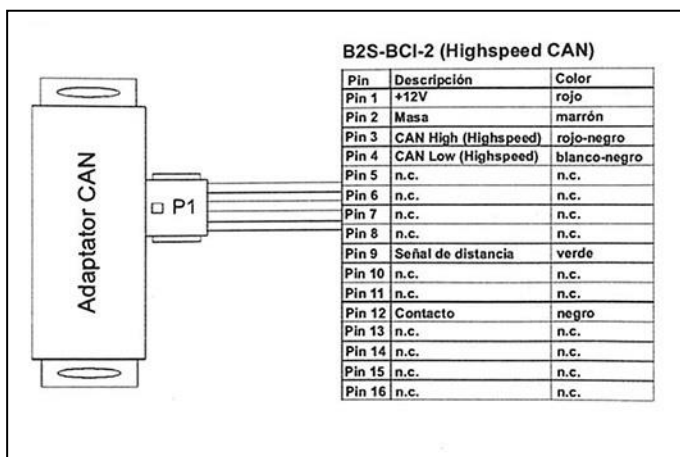 B2S-BCI-2 (Highspeed CAN)
Pin Descripción Color
Pin 1 +12V rojo
Pin 2 Masa marrón
Pin 3 CAN High (Highspeed) rojo-negro
Pin 4 CAN Low (Highspeed) blanco-negro
Pin 5 n.c. n.c.
Pin 6 n.c. n.c.
Pin 7 n.c. n.c.
Pin 8 n.c. n.c.
Pin 9 Señal de distancia verde
Pin 10 n.c. n.c.
Pin 11 n.c. n.c.
Pin 12 Contacto negro
Pin 13 n.c. n.c.
Pin 14 n.c. n.c.
Pin 15 n.c. n.c.
Pin 16 n.c. n.c.
Adaptator CAN
P1